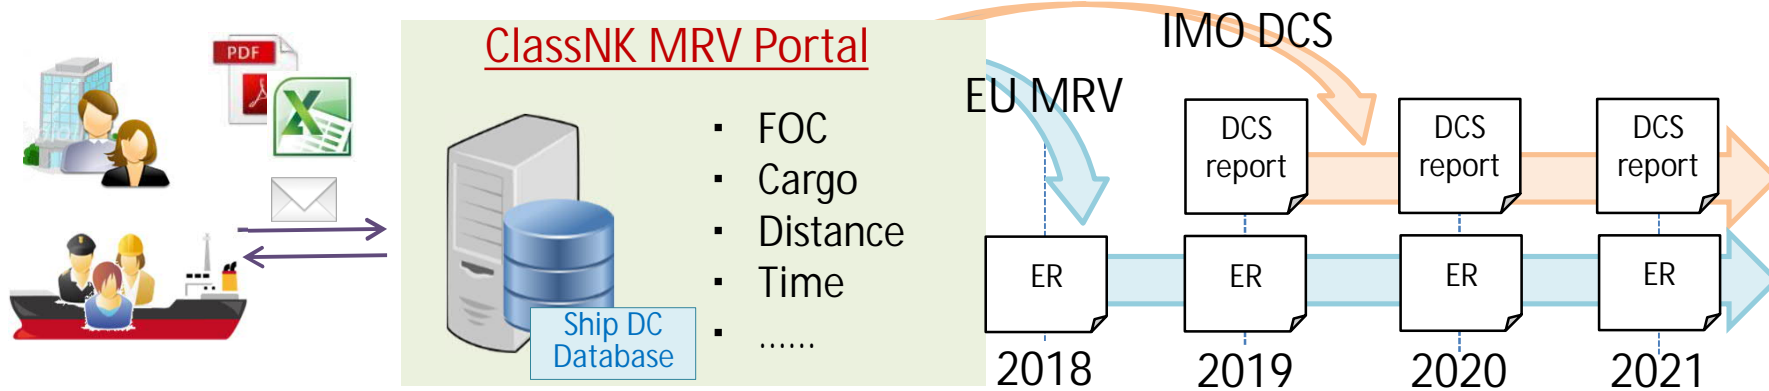 PDF
ClassNK MRV Portal
▪ FOC
▪ Cargo
▪ Distance
▪ Time
▪ ……
Ship DC
Database
IMO DCS
EU MRV
DCS
report
DCS
report
DCS
report
ER
ER
ER
ER
2018
2019
2020
2021